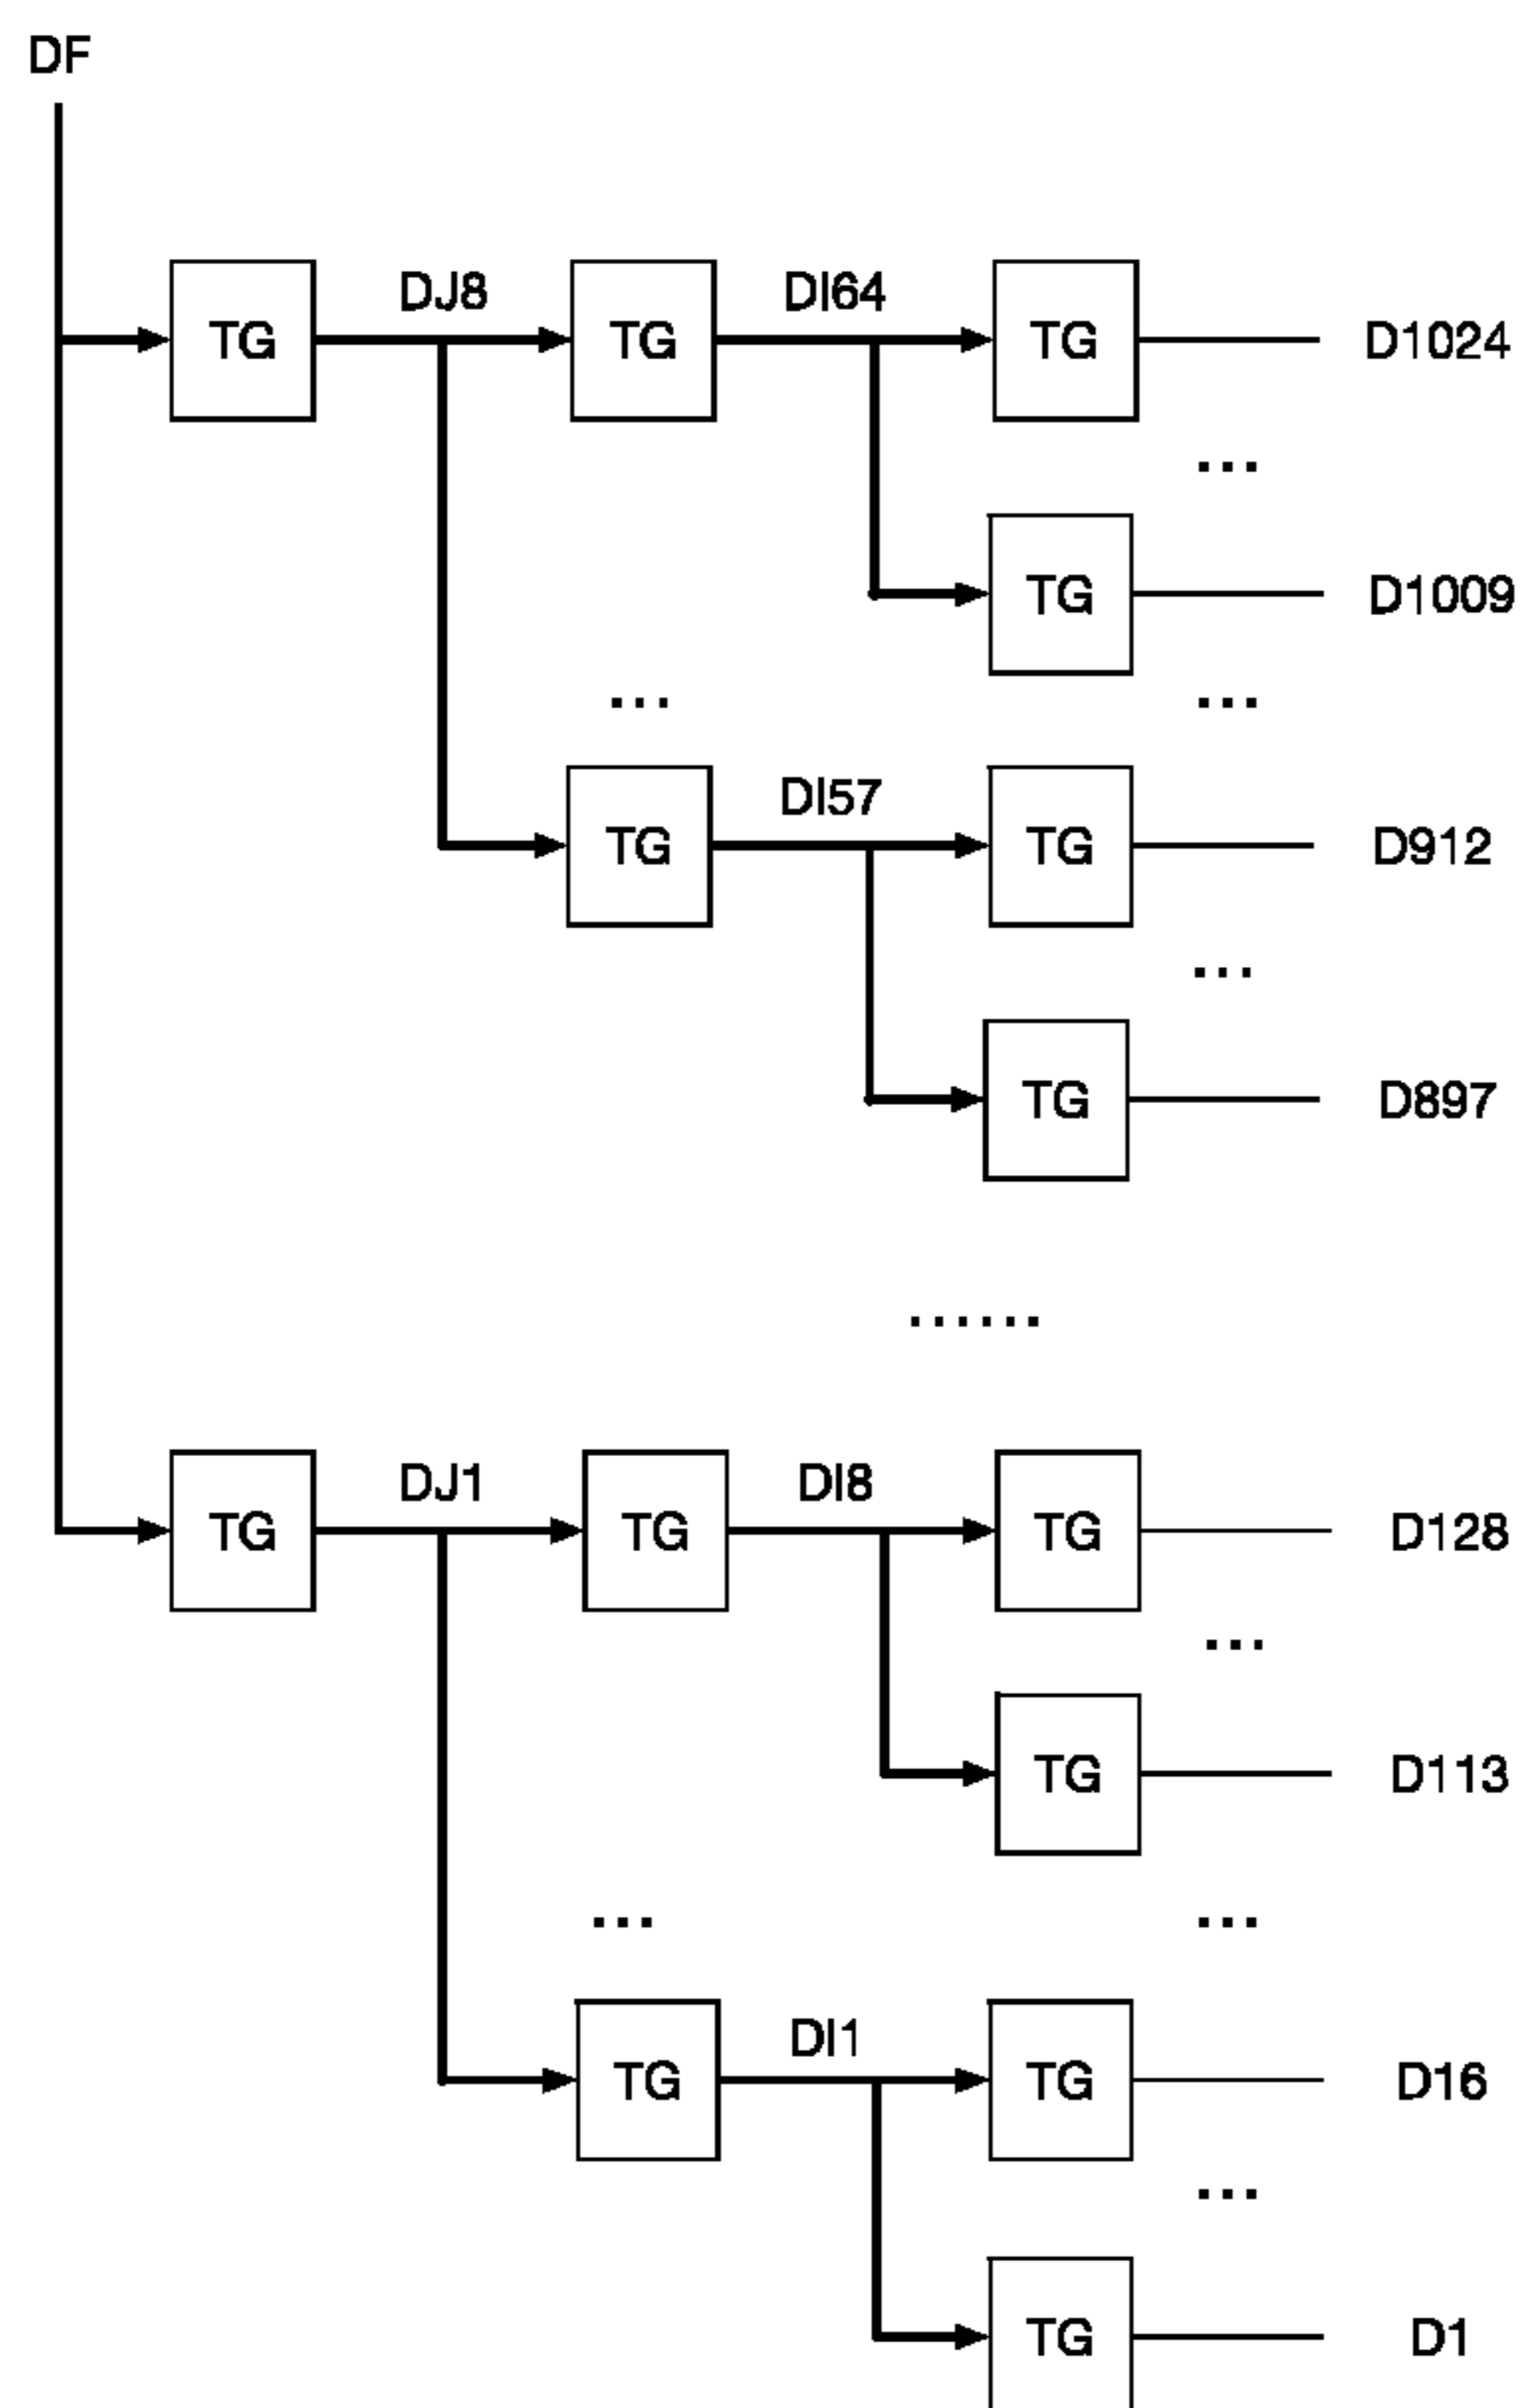 DF
DJ8 DI64
TG TG TG D1024
...
TG D1009
... ...
DI57
TG TG D912
...
TG D897
......
DJ1 DI8
TG TG TG D128
...
TG D113
... ...
DI1
TG TG D16
...
TG D1